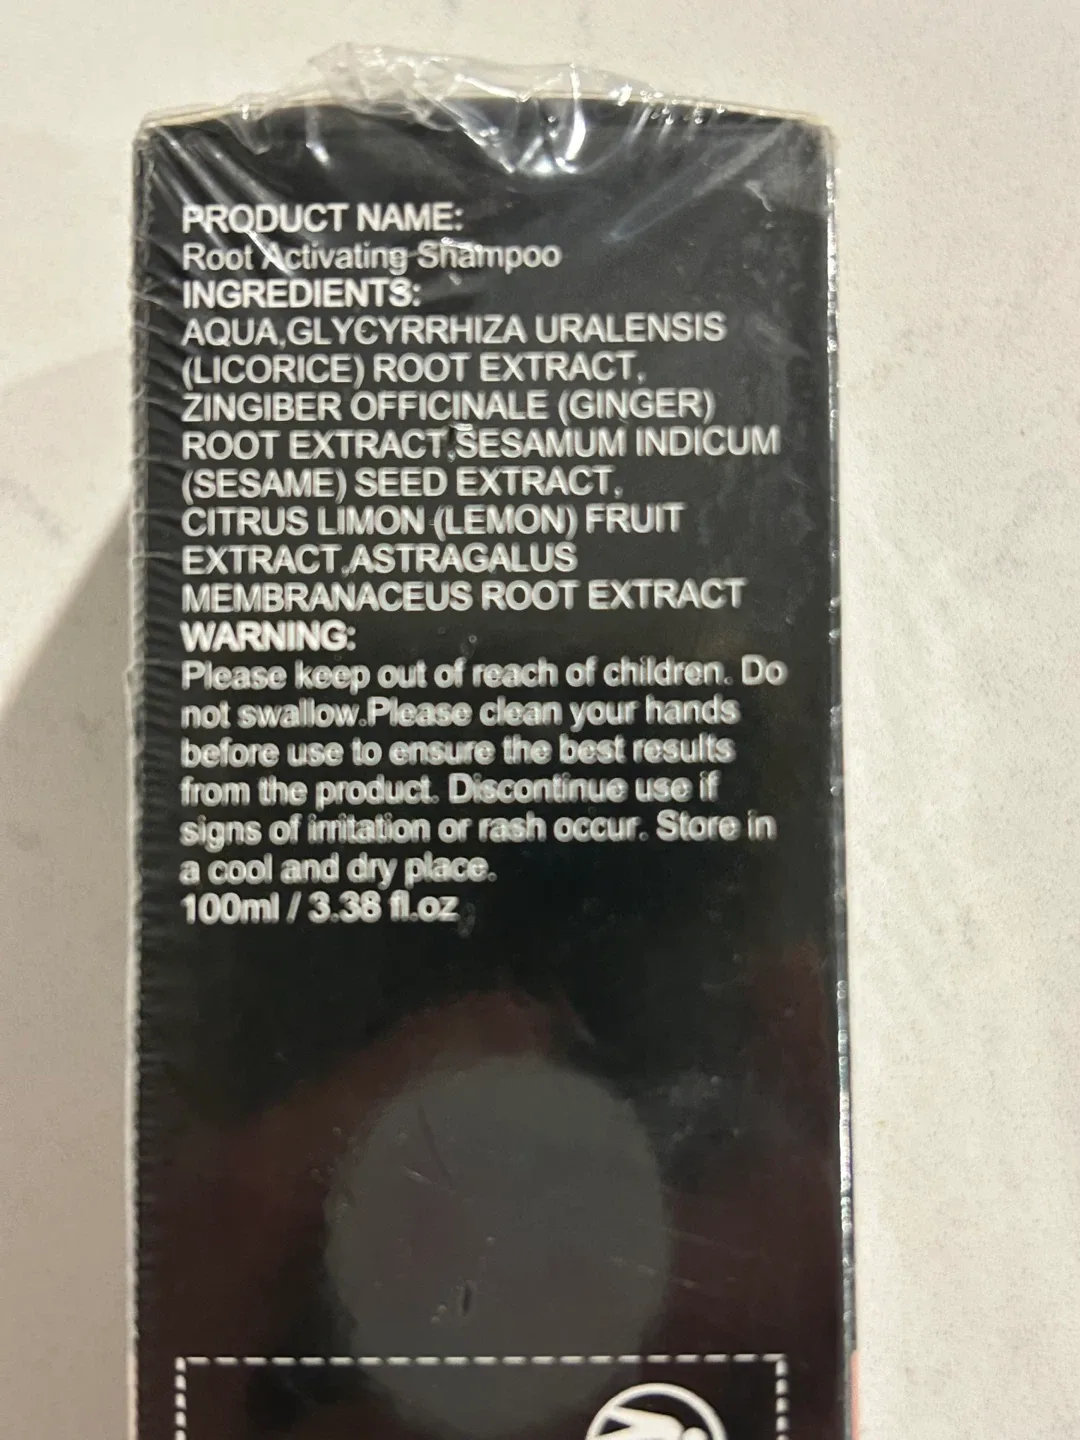 PRODUCT NAME:
Root Activating Shampoo
INGREDIENTS:
AQUA,GLYCYRRHIZA URALENSIS
(LICORICE) ROOT EXTRACT,
ZINGIBER OFFICINALE (GINGER)
ROOT EXTRACT,SESAMUM INDICUM
(SESAME) SEED EXTRACT,
CITRUS LIMON (LEMON) FRUIT
EXTRACT,ASTRAGALUS
MEMBRANACEUS ROOT EXTRACT
WARNING:
Please keep out of reach of children. Do
not swallow.Please clean your hands
before use to ensure the best results
from the product. Discontinue use if
signs of irritation or rash occur. Store in
a cool and dry place.
100ml / 3.38 fl.oz